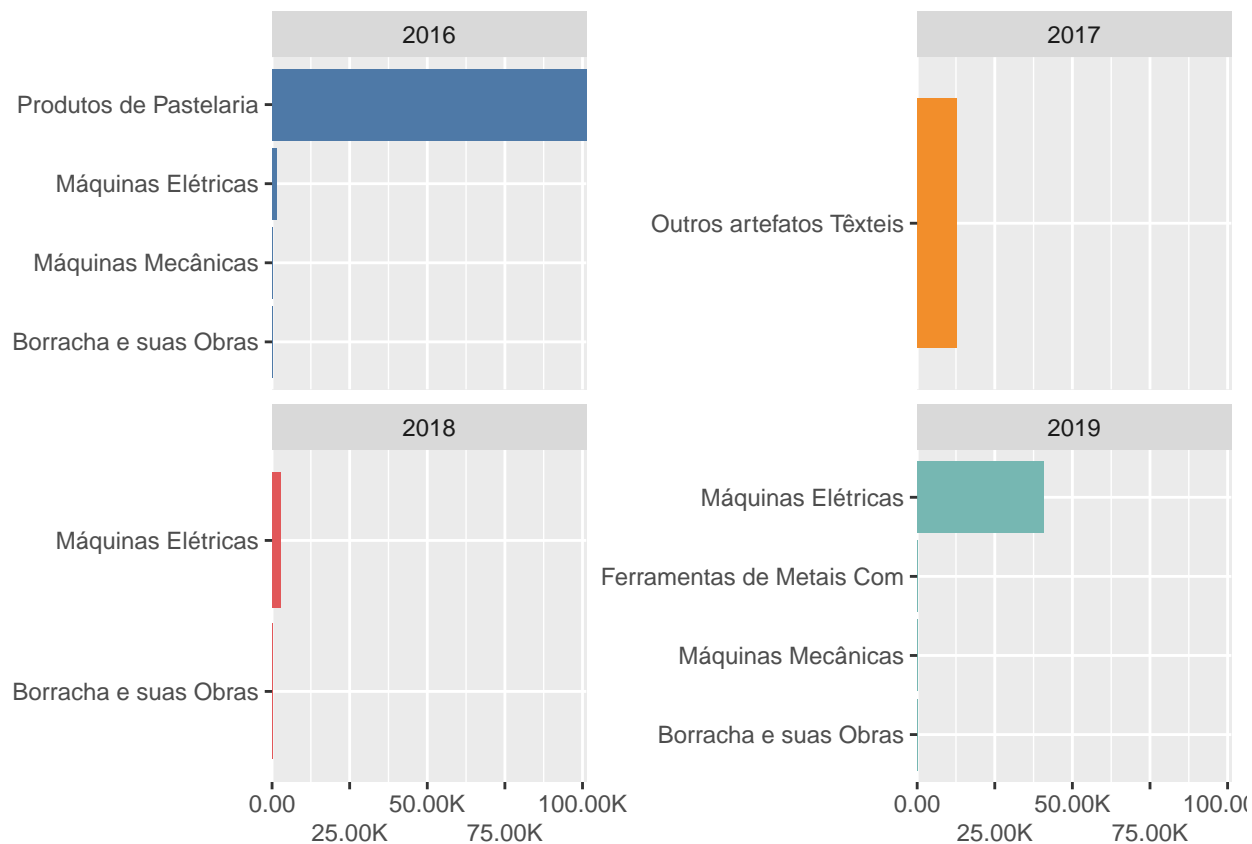 2016
Produtos de Pastelaria
Máquinas Elétricas
Máquinas Mecânicas
Borracha e suas Obras
2017
Outros artefatos Têxteis
2018
Máquinas Elétricas
Borracha e suas Obras
0.00 50.00K 100.00K
25.00K 75.00K
2019
Máquinas Elétricas
Ferramentas de Metais Com
Máquinas Mecânicas
Borracha e suas Obras
0.00 50.00K 100.0
25.00K 75.00K